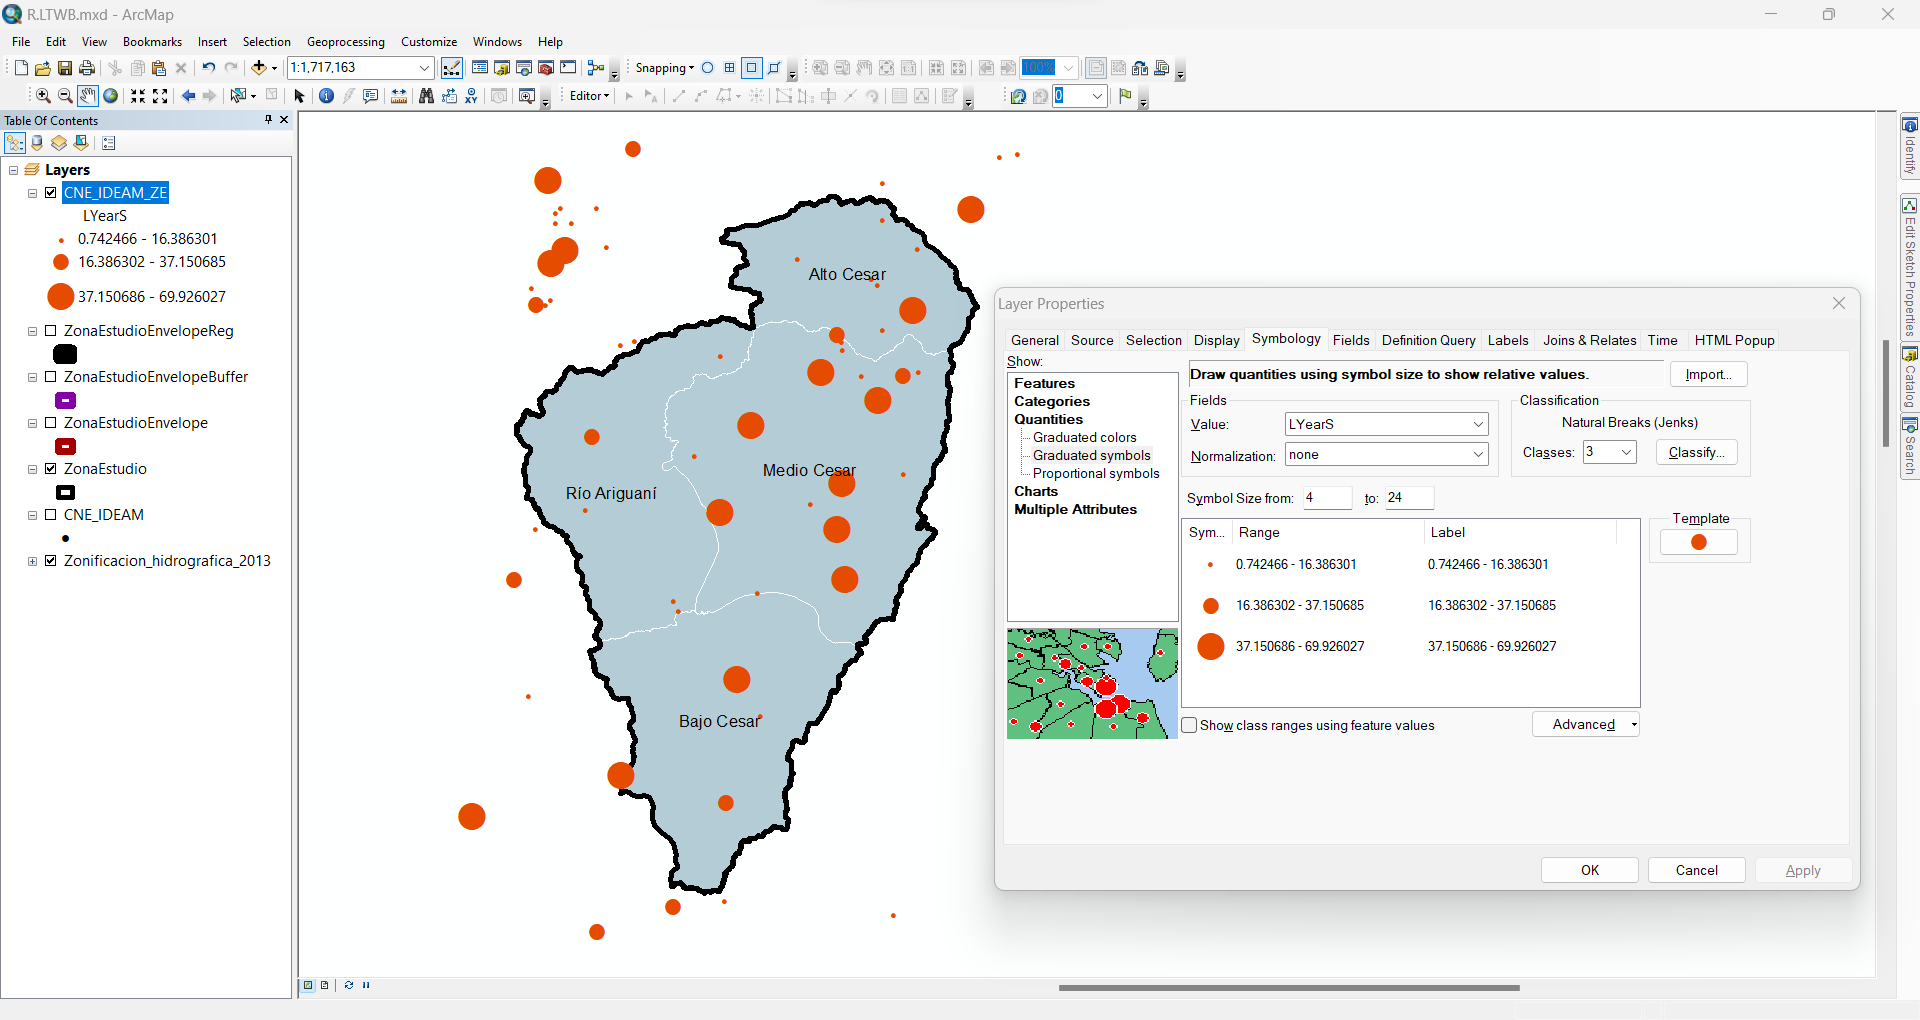 R.LTWB.mxd - ArcMap
File Edit View Bookmarks Insert Selection Geoprocessing Customize Windows Help
1:1,717,163
Snapping
100%
Editor
0
Table Of Contents
Layers
CNE_IDEAM_ZE
LYearS
0.742466 - 16.386301
16.386302 - 37.150685
37.150686 - 69.926027
ZonaEstudioEnvelopeReg
ZonaEstudioEnvelopeBuffer
ZonaEstudioEnvelope
ZonaEstudio
CNE_IDEAM
Zonificacion_hidrografica_2013
Alto Cesar
Medio Cesar
Río Ariguaní
Bajo Cesar
Layer Properties
General Source Selection Display Symbology Fields Definition Query Labels Joins & Relates Time HTML Popup
Show:
Features
Categories
Quantities
Graduated colors
Graduated symbols
Proportional symbols
Charts
Multiple Attributes
Draw quantities using symbol size to show relative values.
Import...
Fields
Value: LYearS
Normalization: none
Classification
Natural Breaks (Jenks)
Classes: 3 Classify...
Symbol Size from: 4 to: 24
Sym... Range Label
0.742466 - 16.386301 0.742466 - 16.386301
16.386302 - 37.150685 16.386302 - 37.150685
37.150686 - 69.926027 37.150686 - 69.926027
Template
Show class ranges using feature values
Advanced
OK Cancel Apply
Identify
Edit Sketch Properties
Catalog
Search